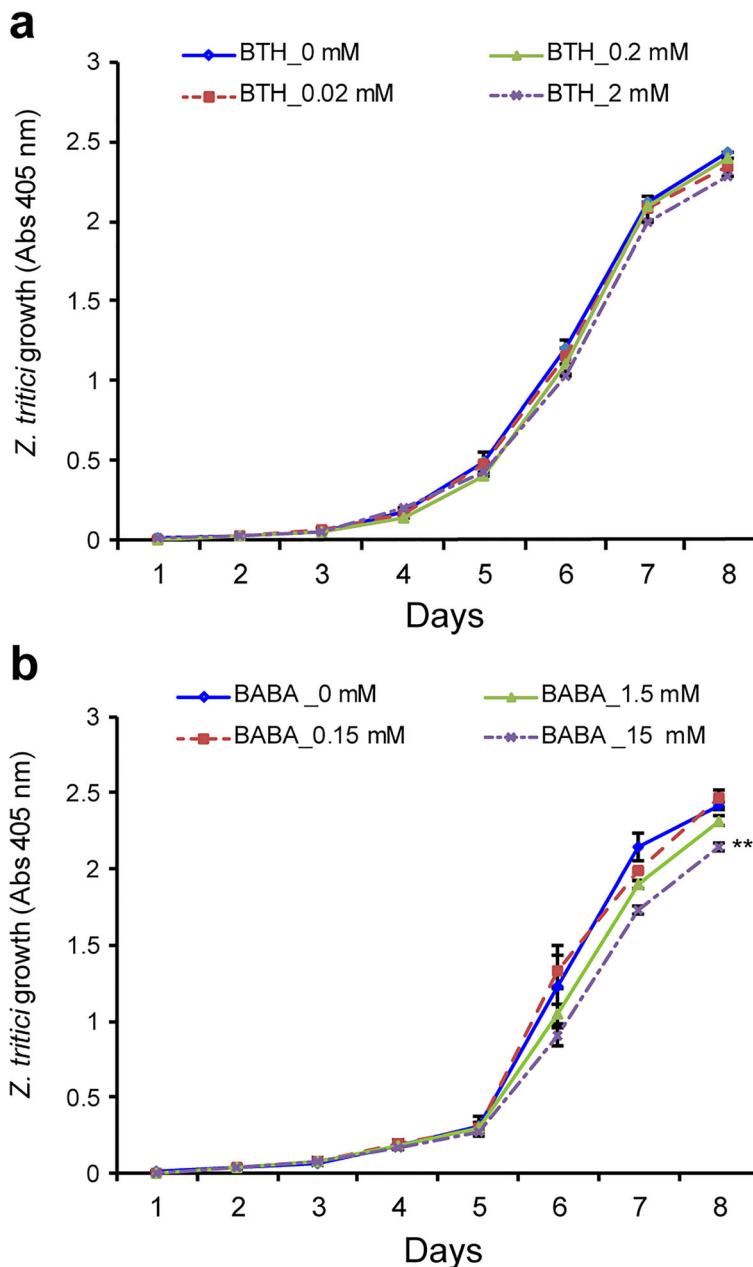 a
BTH_0 mM BTH_0.2 mM
BTH_0.02 mM BTH_2 mM
Z. tritici growth (Abs 405 nm)
3
2.5
2
1.5
1
0.5
0
1 2 3 4 5 6 7 8
Days
b
BABA _0 mM BABA_1.5 mM
BABA_0.15 mM BABA _15 mM
Z. tritici growth (Abs 405 nm)
3
2.5
2
1.5
1
0.5
0
**
1 2 3 4 5 6 7 8
Days